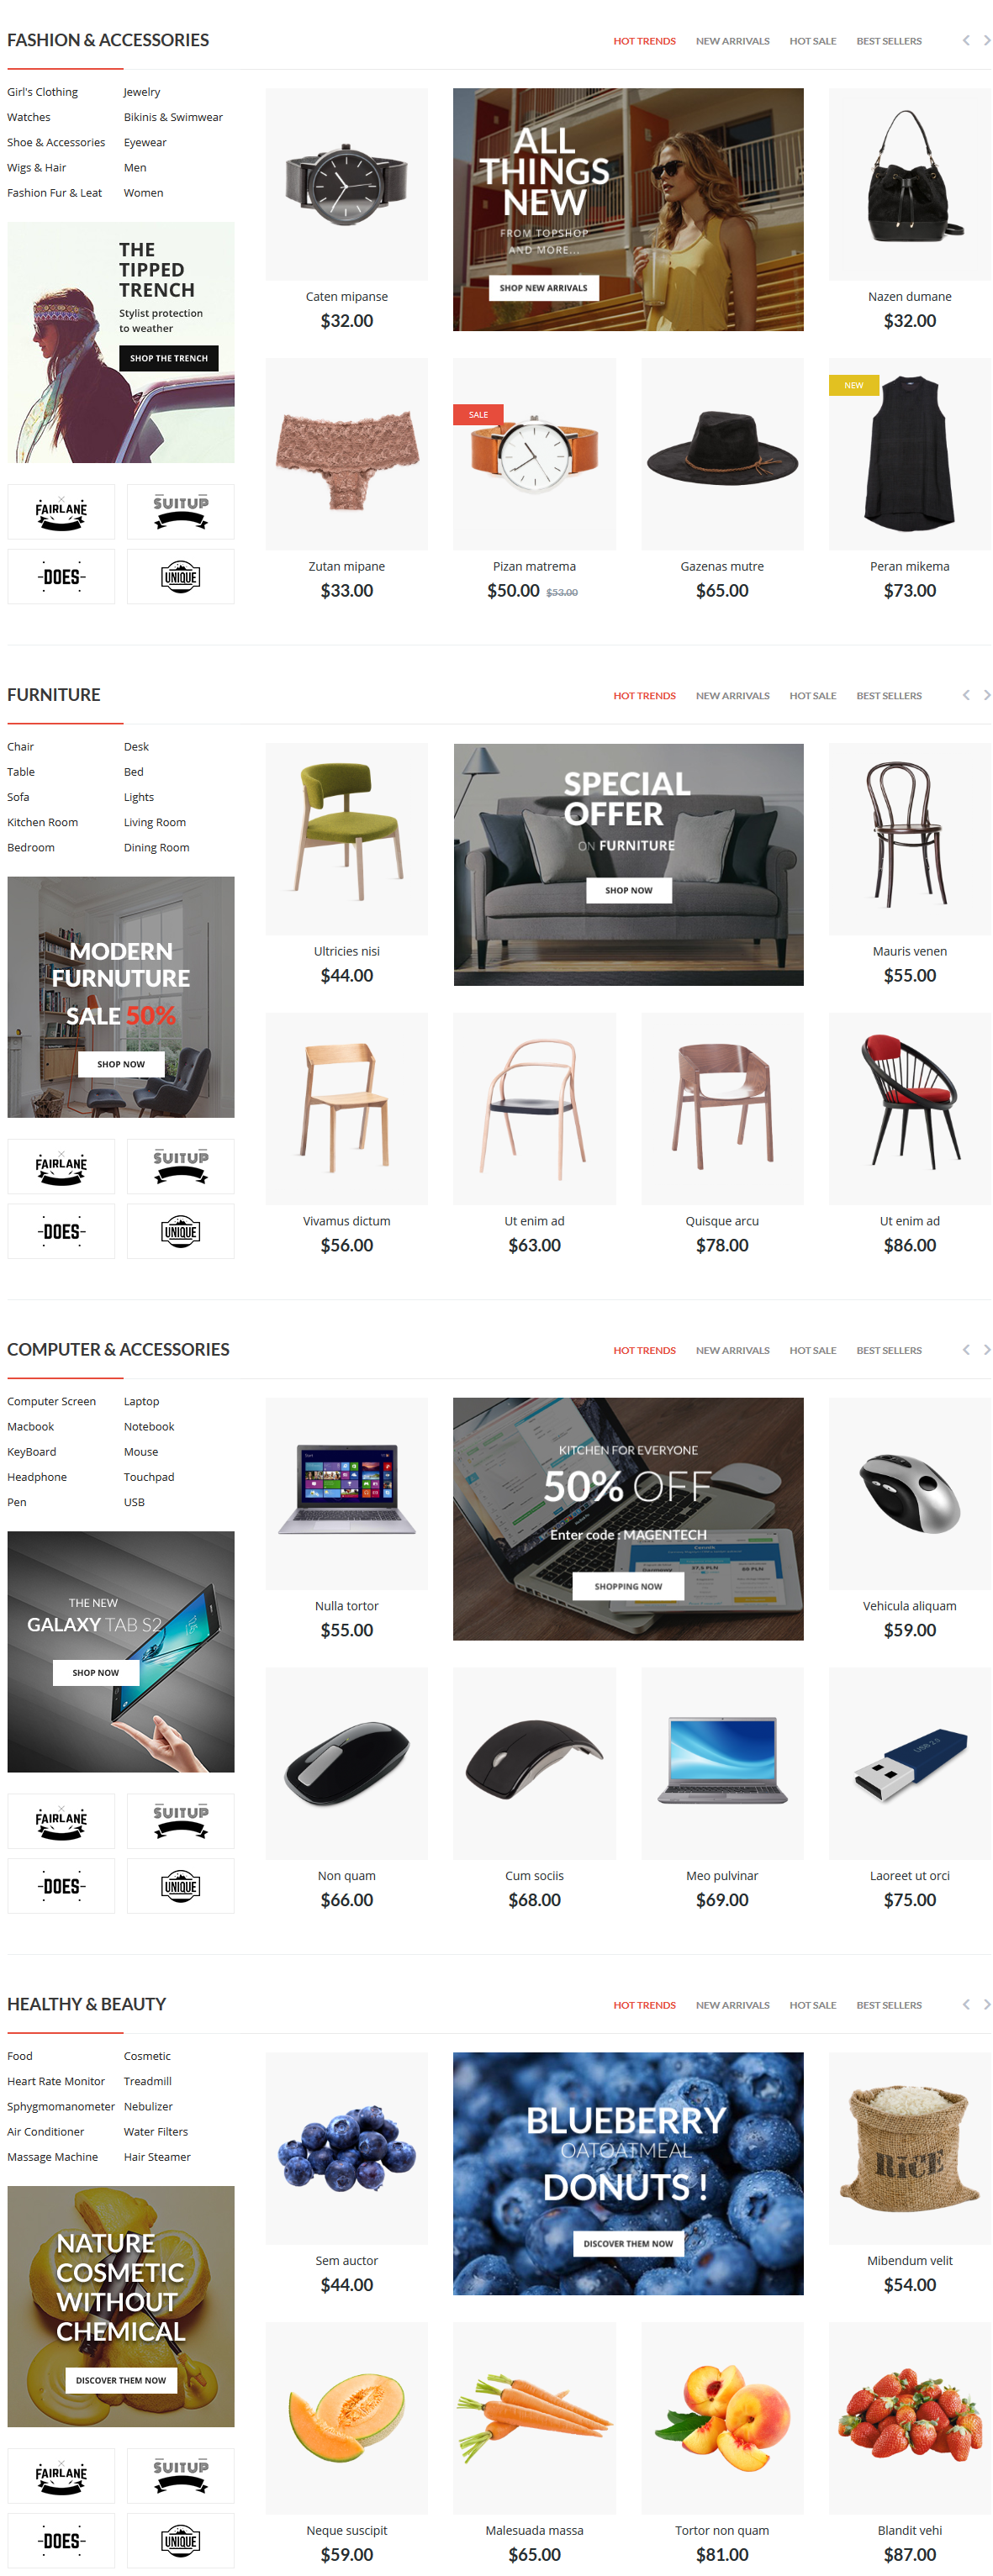 FASHION & ACCESSORIES
HOT TRENDS NEW ARRIVALS HOT SALE BEST SELLERS
Girl's Clothing Jewelry
Watches Bikinis & Swimwear
Shoe & Accessories Eyewear
Wigs & Hair Men
Fashion Fur & Leat Women
THE
TIPPED
TRENCH
Stylist protection
to weather
SHOP THE TRENCH
FAIRLANE SUITUP
DOES UNIQUE
ALL
THINGS
NEW
FROM TOPSHOP
AND MORE...
SHOP NEW ARRIVALS
Caten mipanse Nazen dumane
$32.00 $32.00
SALE NEW
Zutan mipane Pizan matrema Gazenas mutre Peran mikema
$33.00 $50.00 $53.00 $65.00 $73.00
FURNITURE
HOT TRENDS NEW ARRIVALS HOT SALE BEST SELLERS
Chair Desk
Table Bed
Sofa Lights
Kitchen Room Living Room
Bedroom Dining Room
MODERN
FURNUTURE
SALE 50%
SHOP NOW
FAIRLANE SUITUP
DOES UNIQUE
SPECIAL
OFFER
ON FURNITURE
SHOP NOW
Ultricies nisi Mauris venen
$44.00 $55.00
Vivamus dictum Ut enim ad Quisque arcu Ut enim ad
$56.00 $63.00 $78.00 $86.00
COMPUTER & ACCESSORIES
HOT TRENDS NEW ARRIVALS HOT SALE BEST SELLERS
Computer Screen Laptop
Macbook Notebook
KeyBoard Mouse
Headphone Touchpad
Pen USB
THE NEW
GALAXY TAB S2
SHOP NOW
FAIRLANE SUITUP
DOES UNIQUE
KITCHEN FOR EVERYONE
50% OFF
Enter code : MAGENTECH
SHOPPING NOW
Nulla tortor Vehicula aliquam
$55.00 $59.00
USB 2.0
Non quam Cum sociis Meo pulvinar Laoreet ut orci
$66.00 $68.00 $69.00 $75.00
HEALTHY & BEAUTY
HOT TRENDS NEW ARRIVALS HOT SALE BEST SELLERS
Food Cosmetic
Heart Rate Monitor Treadmill
Sphygmomanometer Nebulizer
Air Conditioner Water Filters
Massage Machine Hair Steamer
NATURE
COSMETIC
WITHOUT
CHEMICAL
DISCOVER THEM NOW
FAIRLANE SUITUP
DOES UNIQUE
BLUEBERRY
OATOATMEAL
DONUTS !
DISCOVER THEM NOW
RiCE
Sem auctor Mibendum velit
$44.00 $54.00
Neque suscipit Malesuada massa Tortor non quam Blandit vehi
$59.00 $65.00 $81.00 $87.00